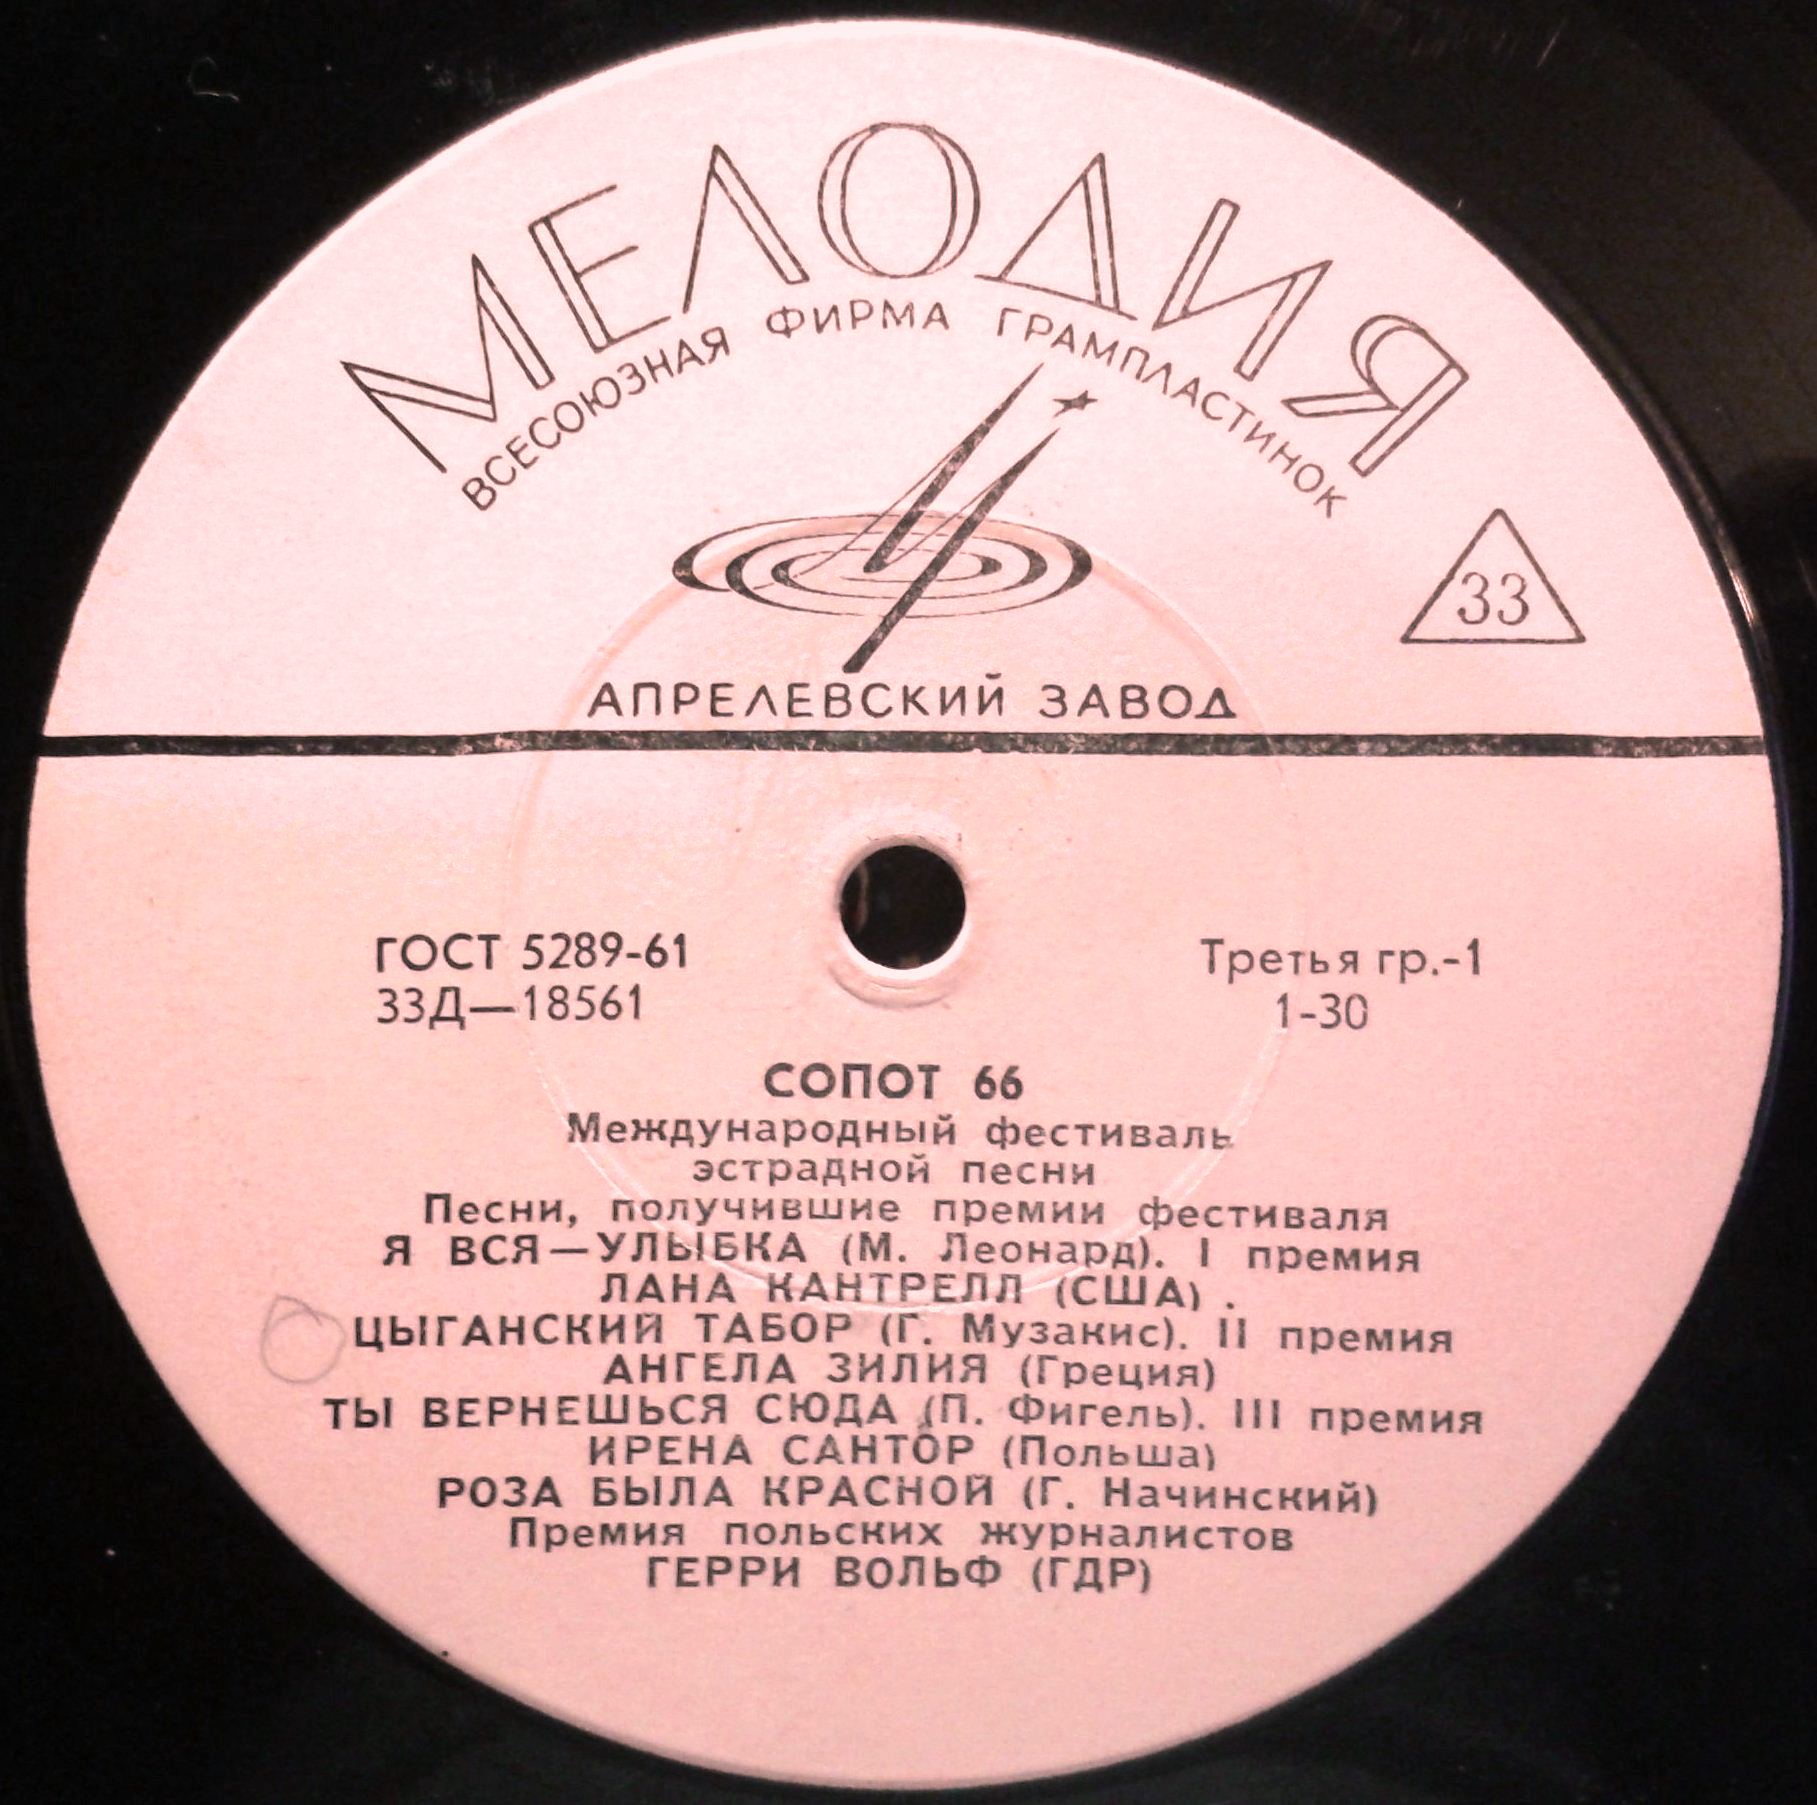 МЕЛОДИЯ
ВСЕСОЮЗНАЯ ФИРМА ГРАМПЛАСТИНОК
33
АПРЕЛЕВСКИЙ ЗАВОД
ГОСТ 5289-61
Третья гр.-1
33Д—18561
1-30
СОПОТ 66
Международный фестиваль
эстрадной песни
Песни, получившие премии фестиваля
Я ВСЯ—УЛЫБКА (М. Леонард). I премия
ЛАНА КАНТРЕЛЛ (США).
ЦЫГАНСКИЙ ТАБОР (Г. Музакис). II премия
АНГЕЛА ЗИЛИЯ (Греция)
ТЫ ВЕРНЕШЬСЯ СЮДА (П. Фигель). III премия
ИРЕНА САНТОР (Польша)
РОЗА БЫЛА КРАСНОЙ (Г. Начинский)
Премия польских журналистов
ГЕРРИ ВОЛЬФ (ГДР)